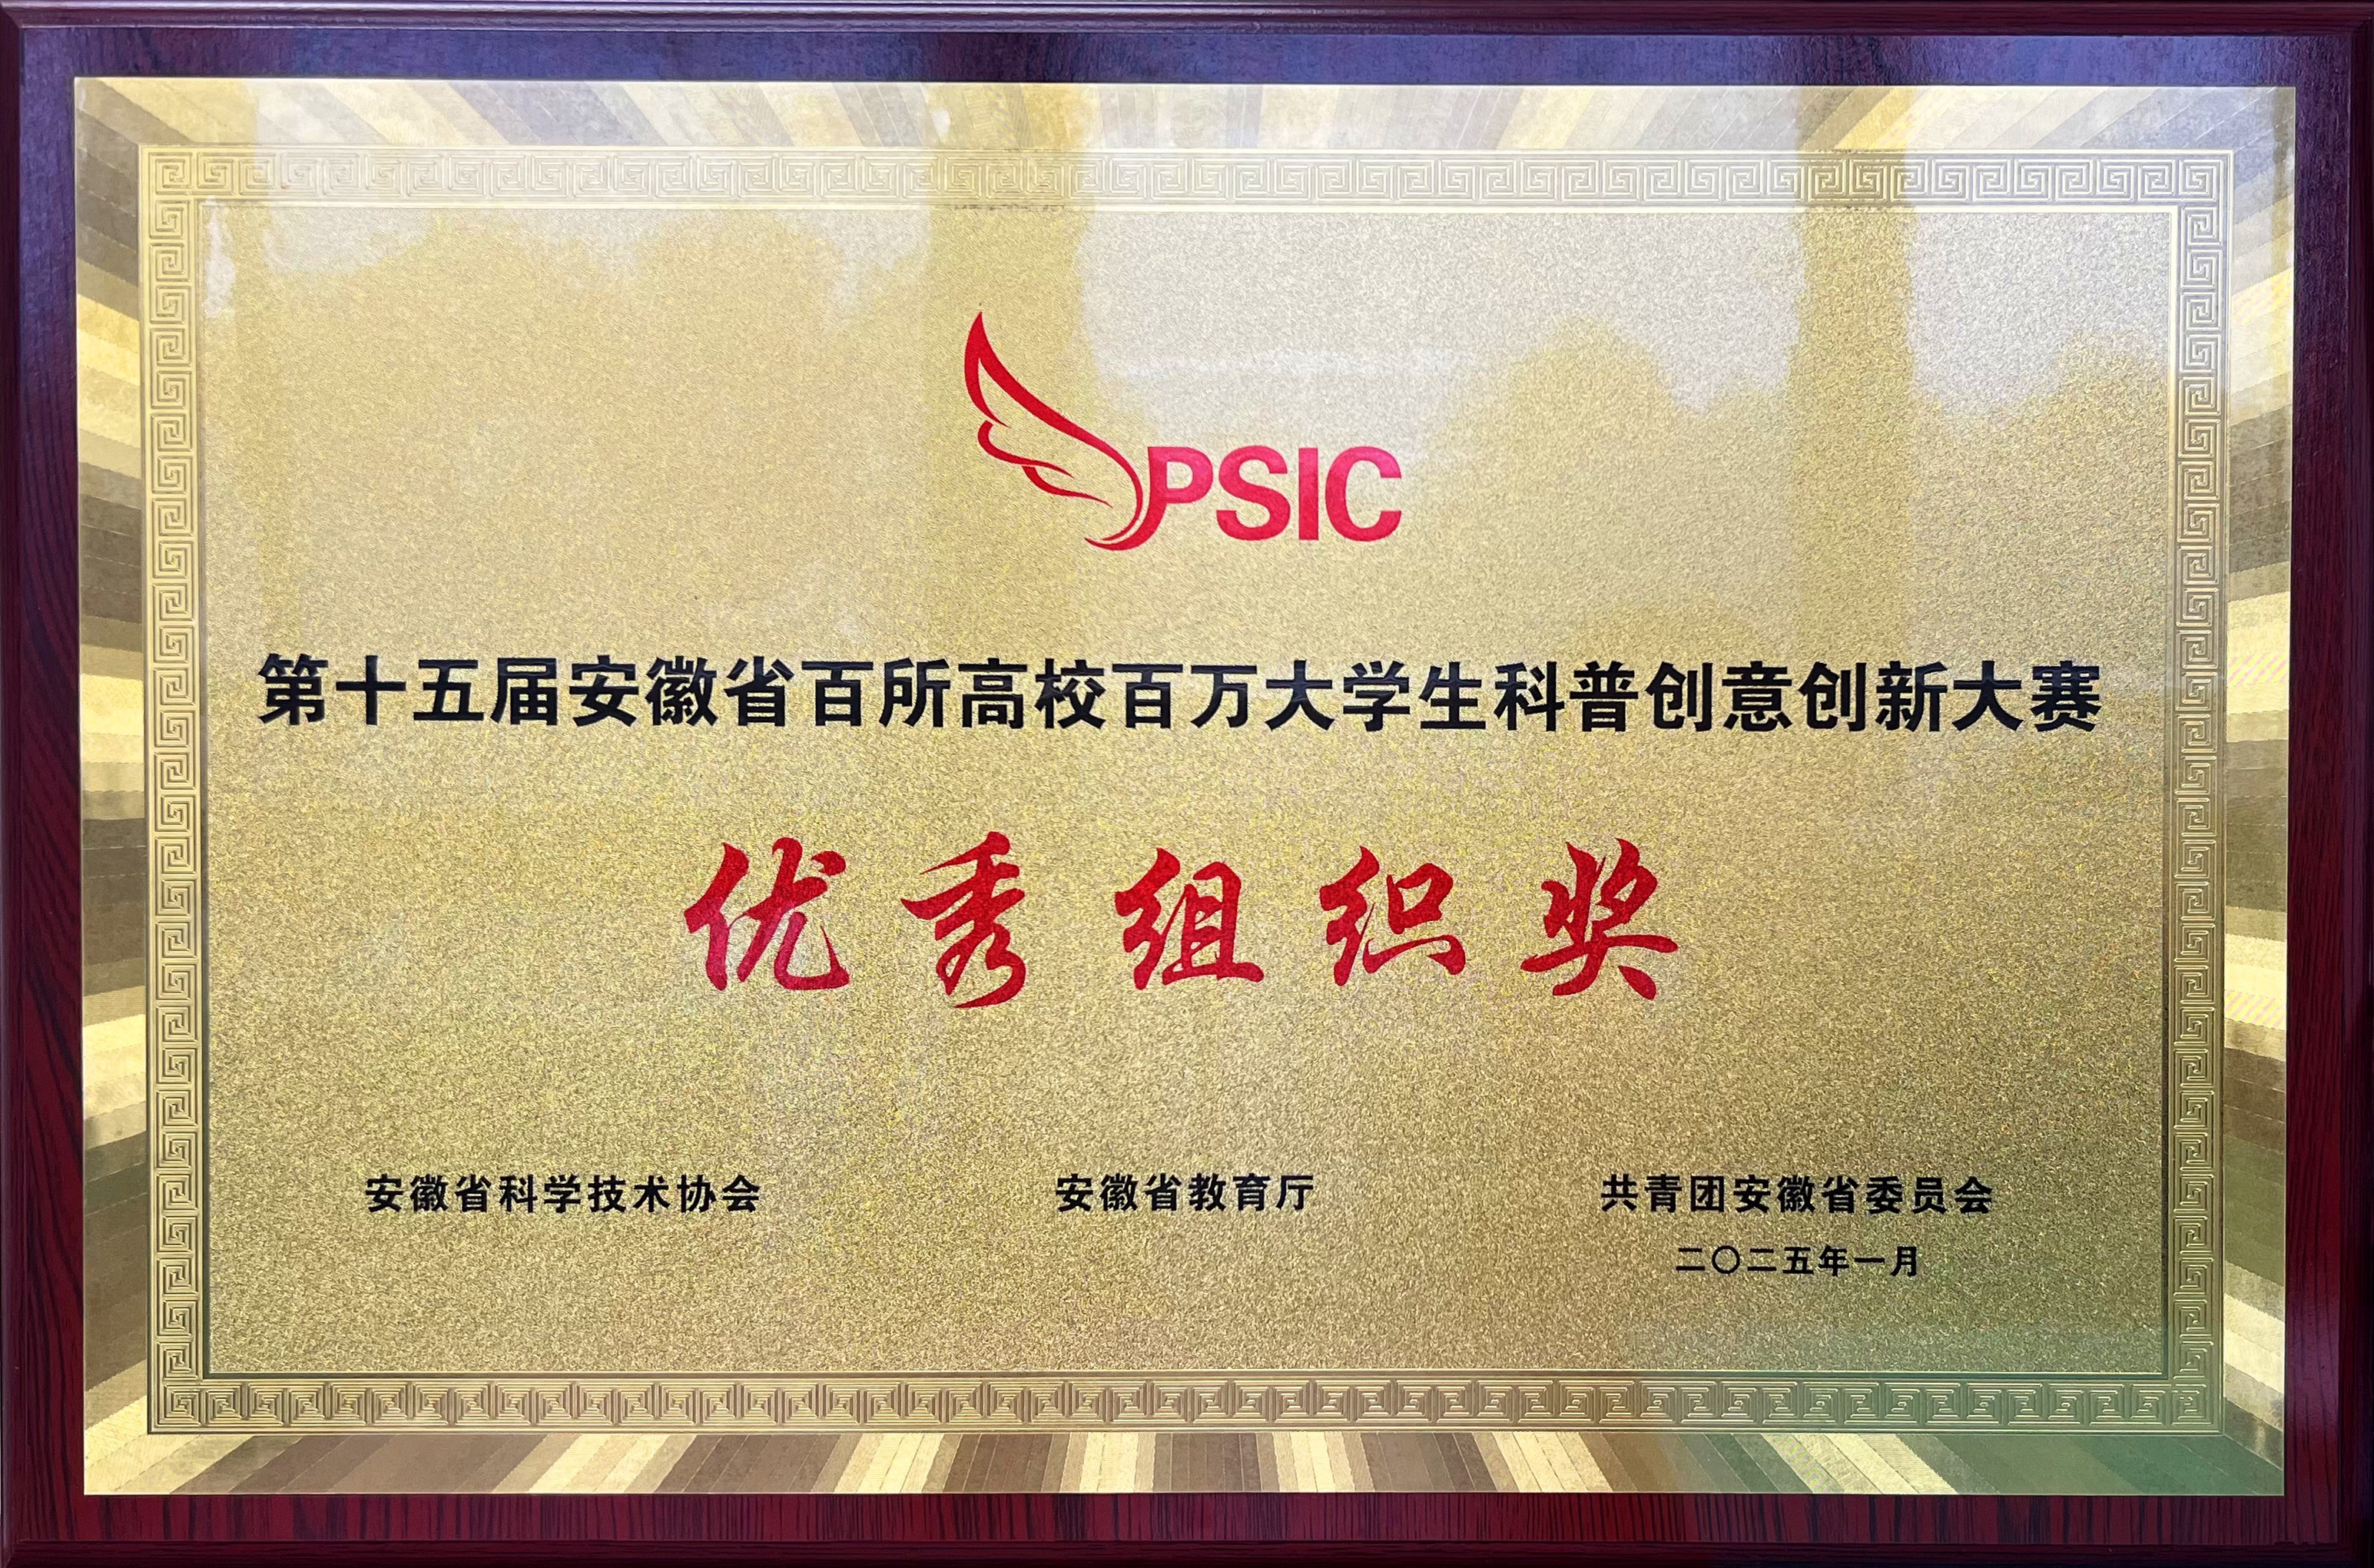 PSIC
第十五届安徽省百所高校百万大学生科普创意创新大赛
优秀组织奖
安徽省科学技术协会 安徽省教育厅 共青团安徽省委员会
二〇二五年一月